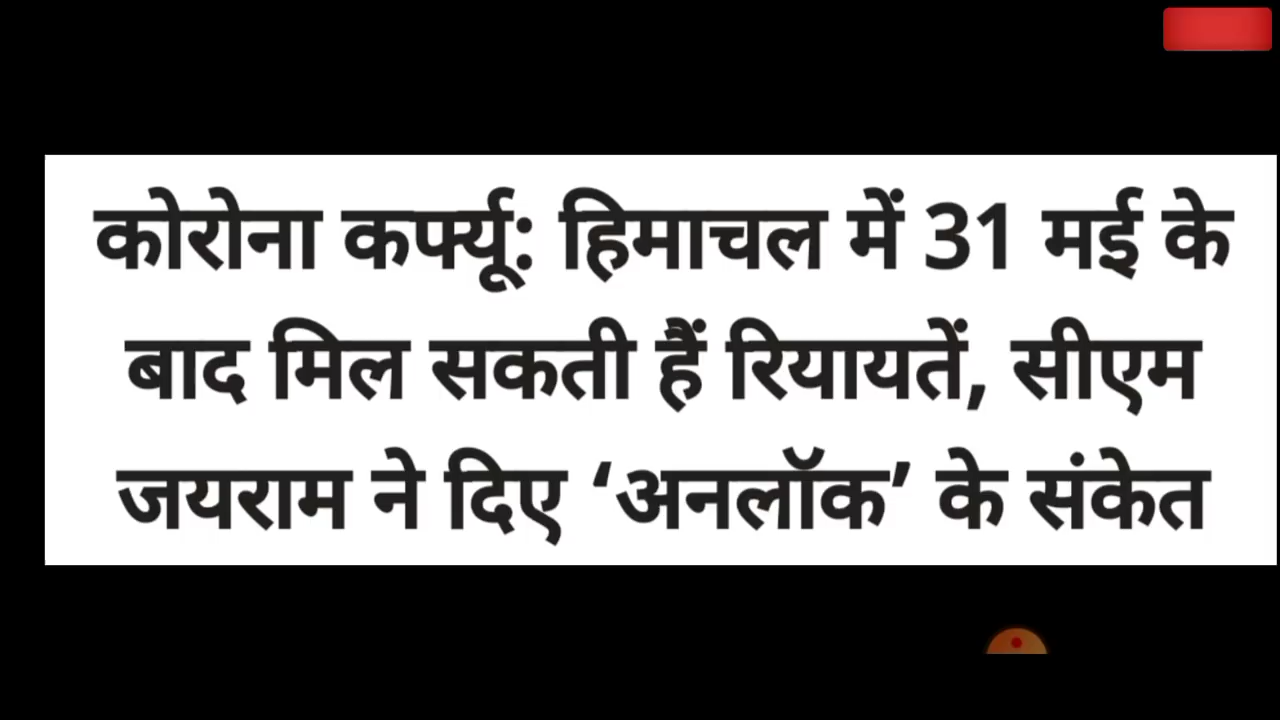 कोरोना कर्फ्यू: हिमाचल में 31 मई के
बाद मिल सकती हैं रियायतें, सीएम
जयराम ने दिए ‘अनलॉक’ के संकेत